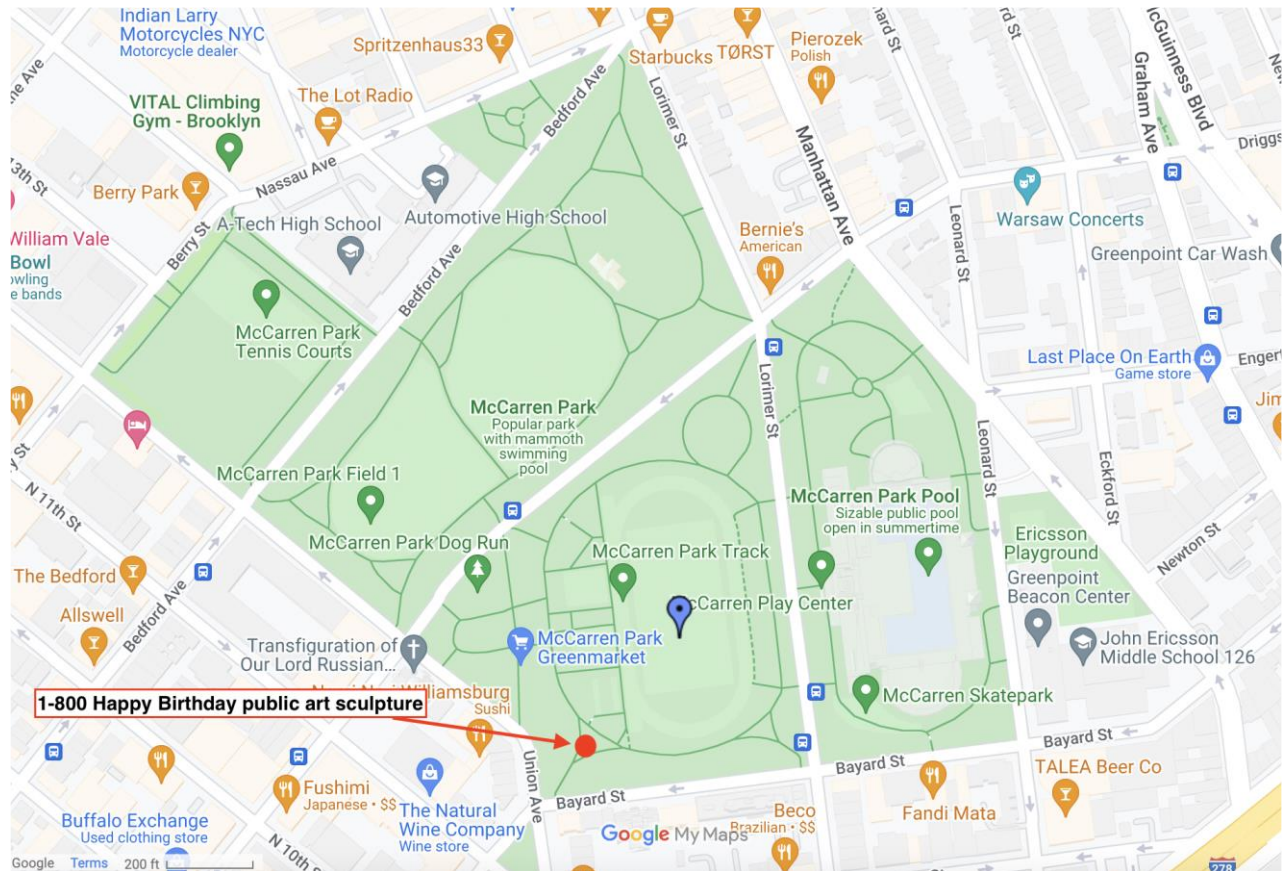 Indian Larry
Motorcycles NYC
Motorcycle dealer
Spritzenhaus33
Starbucks
TØRST
Pierozek
Polish
Leonard St
McGuinness Blvd
Graham Ave
VITAL Climbing
Gym - Brooklyn
The Lot Radio
Bedford Ave
Lorimer St
Manhattan Ave
Driggs
Nassau Ave
Berry Park
Berry St
A-Tech High School
Automotive High School
Bernie's
American
Leonard St
Warsaw Concerts
Greenpoint Car Wash
William Vale
Bowl
e bands
Bedford Ave
McCarren Park
Tennis Courts
Lorimer St
Last Place On Earth
Game store
Enger
McCarren Park
Popular park
with mammoth
swimming
pool
Jim
Leonard St
Eckford St
N 11th St
McCarren Park Field 1
McCarren Park Pool
Sizable public pool
open in summertime
Ericsson
Playground
Newton St
McCarren Park Dog Run
McCarren Park Track
The Bedford
Bedford Ave
Allswell
McCarren Play Center
Greenpoint
Beacon Center
Transfiguration of
Our Lord Russian...
McCarren Park
Greenmarket
John Ericsson
Middle School 126
Williamsburg
Sushi
McCarren Skatepark
1-800 Happy Birthday public art sculpture
Union Ave
Bayard St
Bayard St
Bayard St
Fushimi
Japanese • $$
The Natural
Wine Company
Wine store
Beco
Brazilian • $$
Fandi Mata
TALEA Beer Co
Buffalo Exchange
Used clothing store
N 10th St
Google My Maps
Google
Terms
200 ft
278